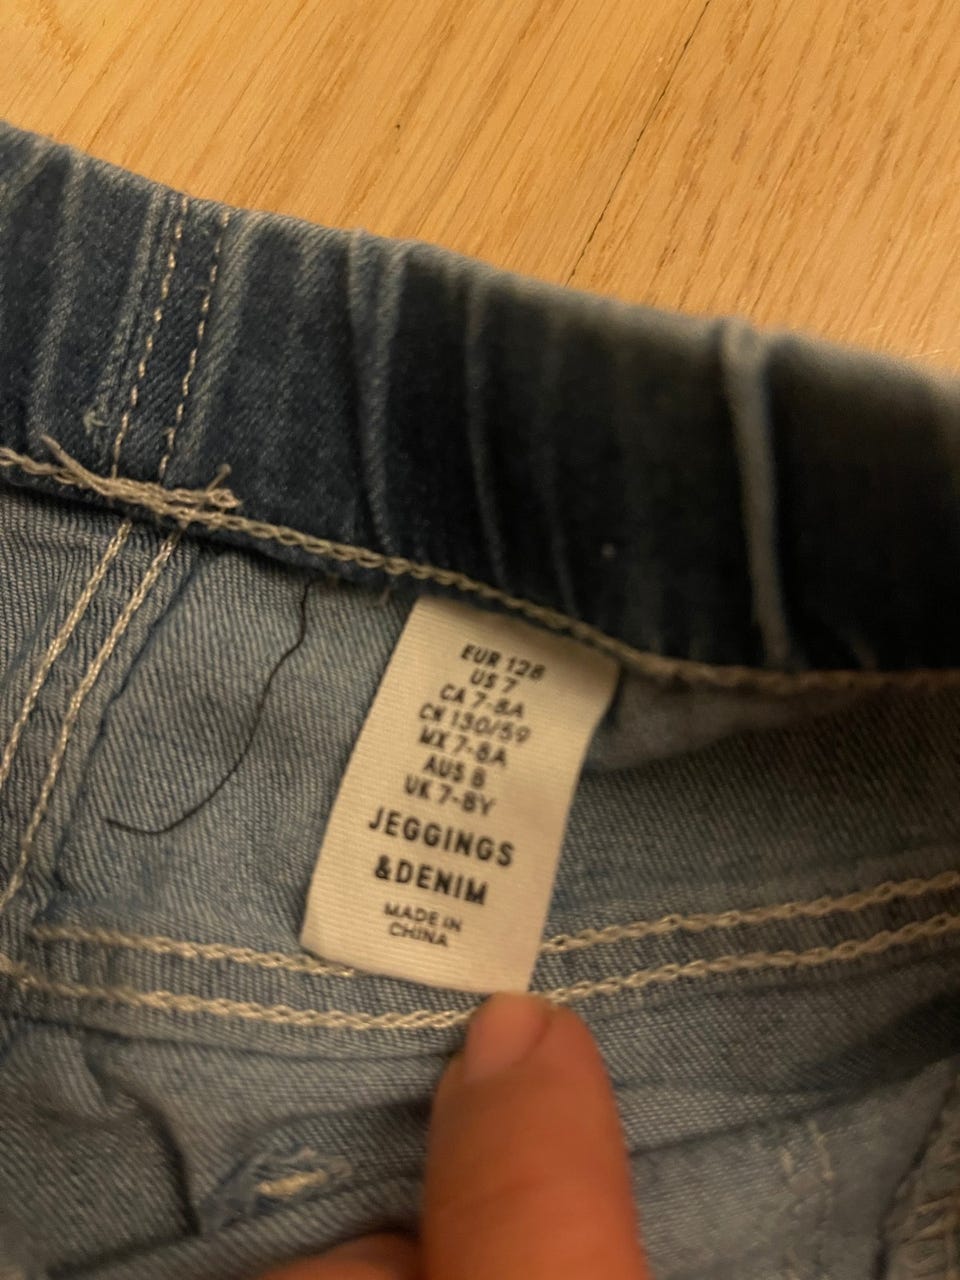 EUR 128
US 7
CA 7-8A
CN 130/59
MX 7-8A
AUS 8
UK 7-8Y
JEGGINGS
&DENIM
MADE IN
CHINA